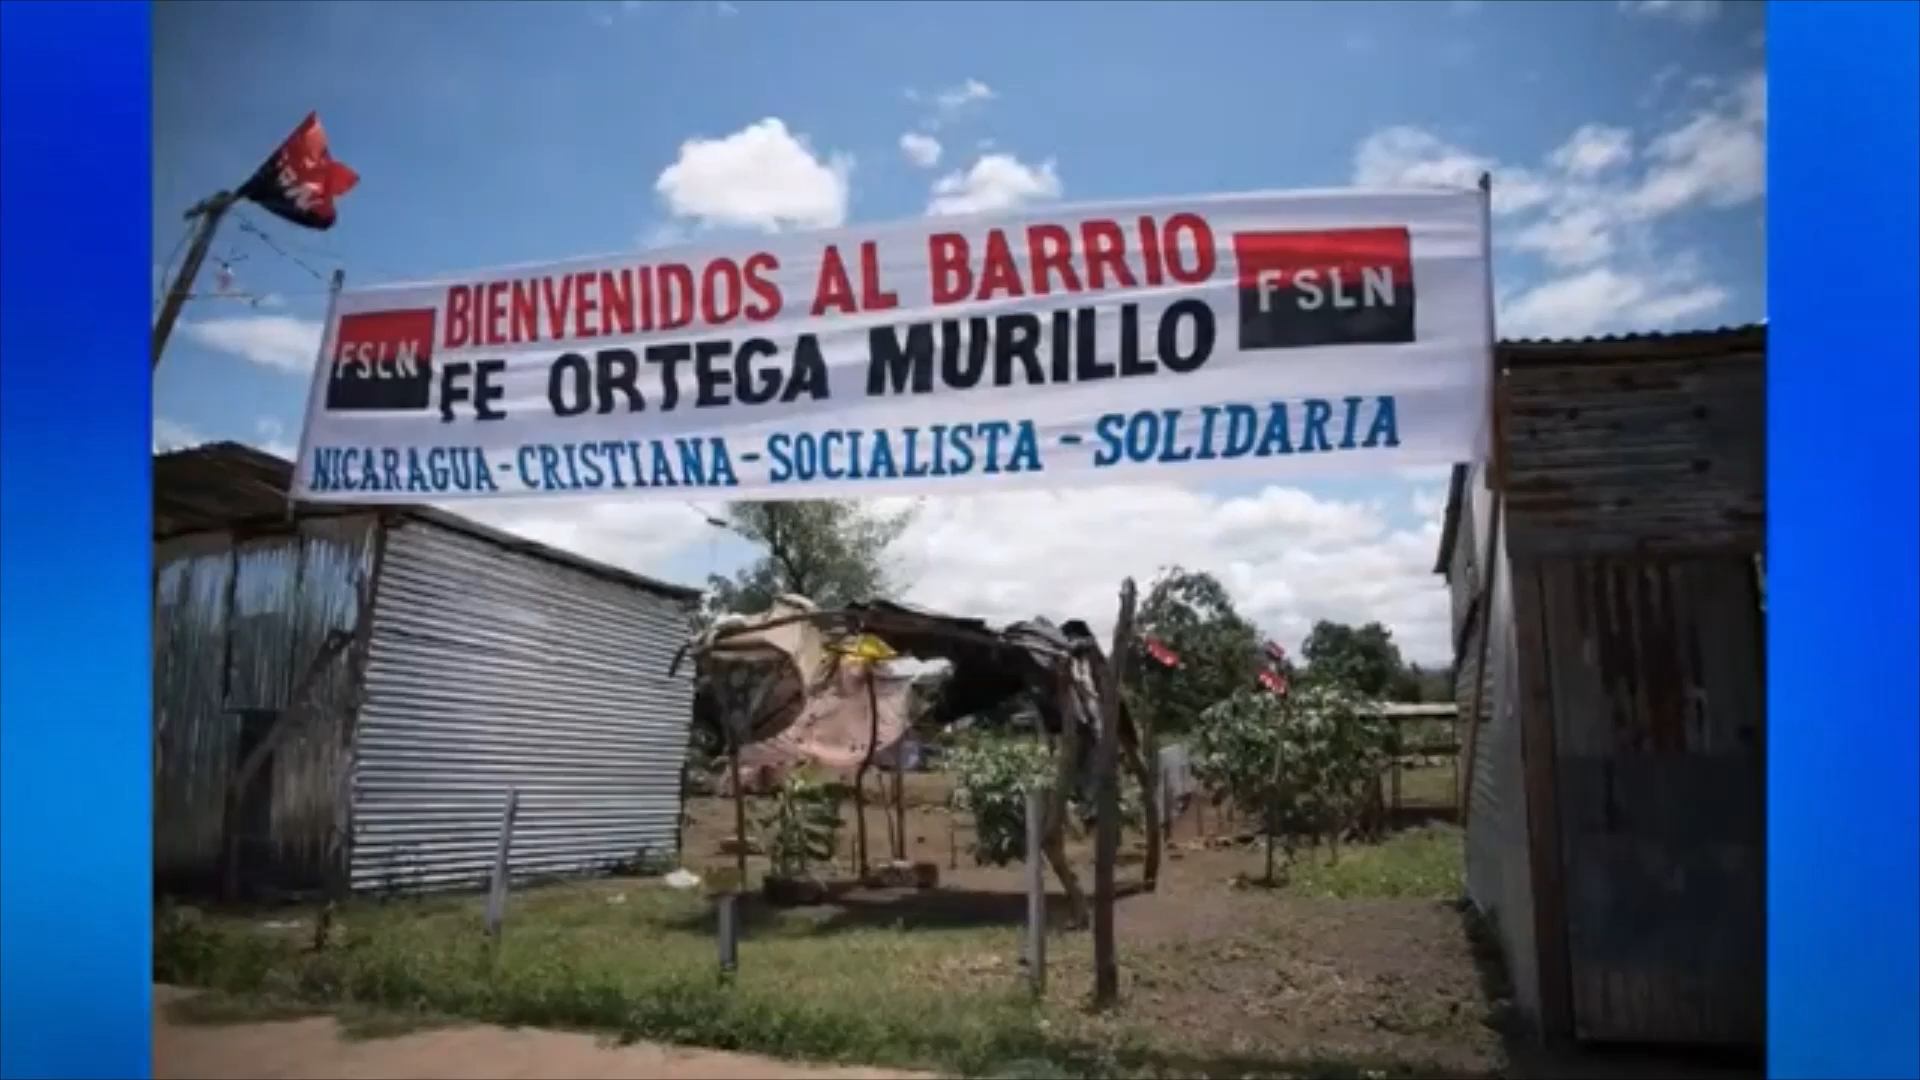 BIENVENIDOS AL BARRIO
FSLN
FE ORTEGA MURILLO
FSLN
NICARAGUA-CRISTIANA-SOCIALISTA-SOLIDARIA